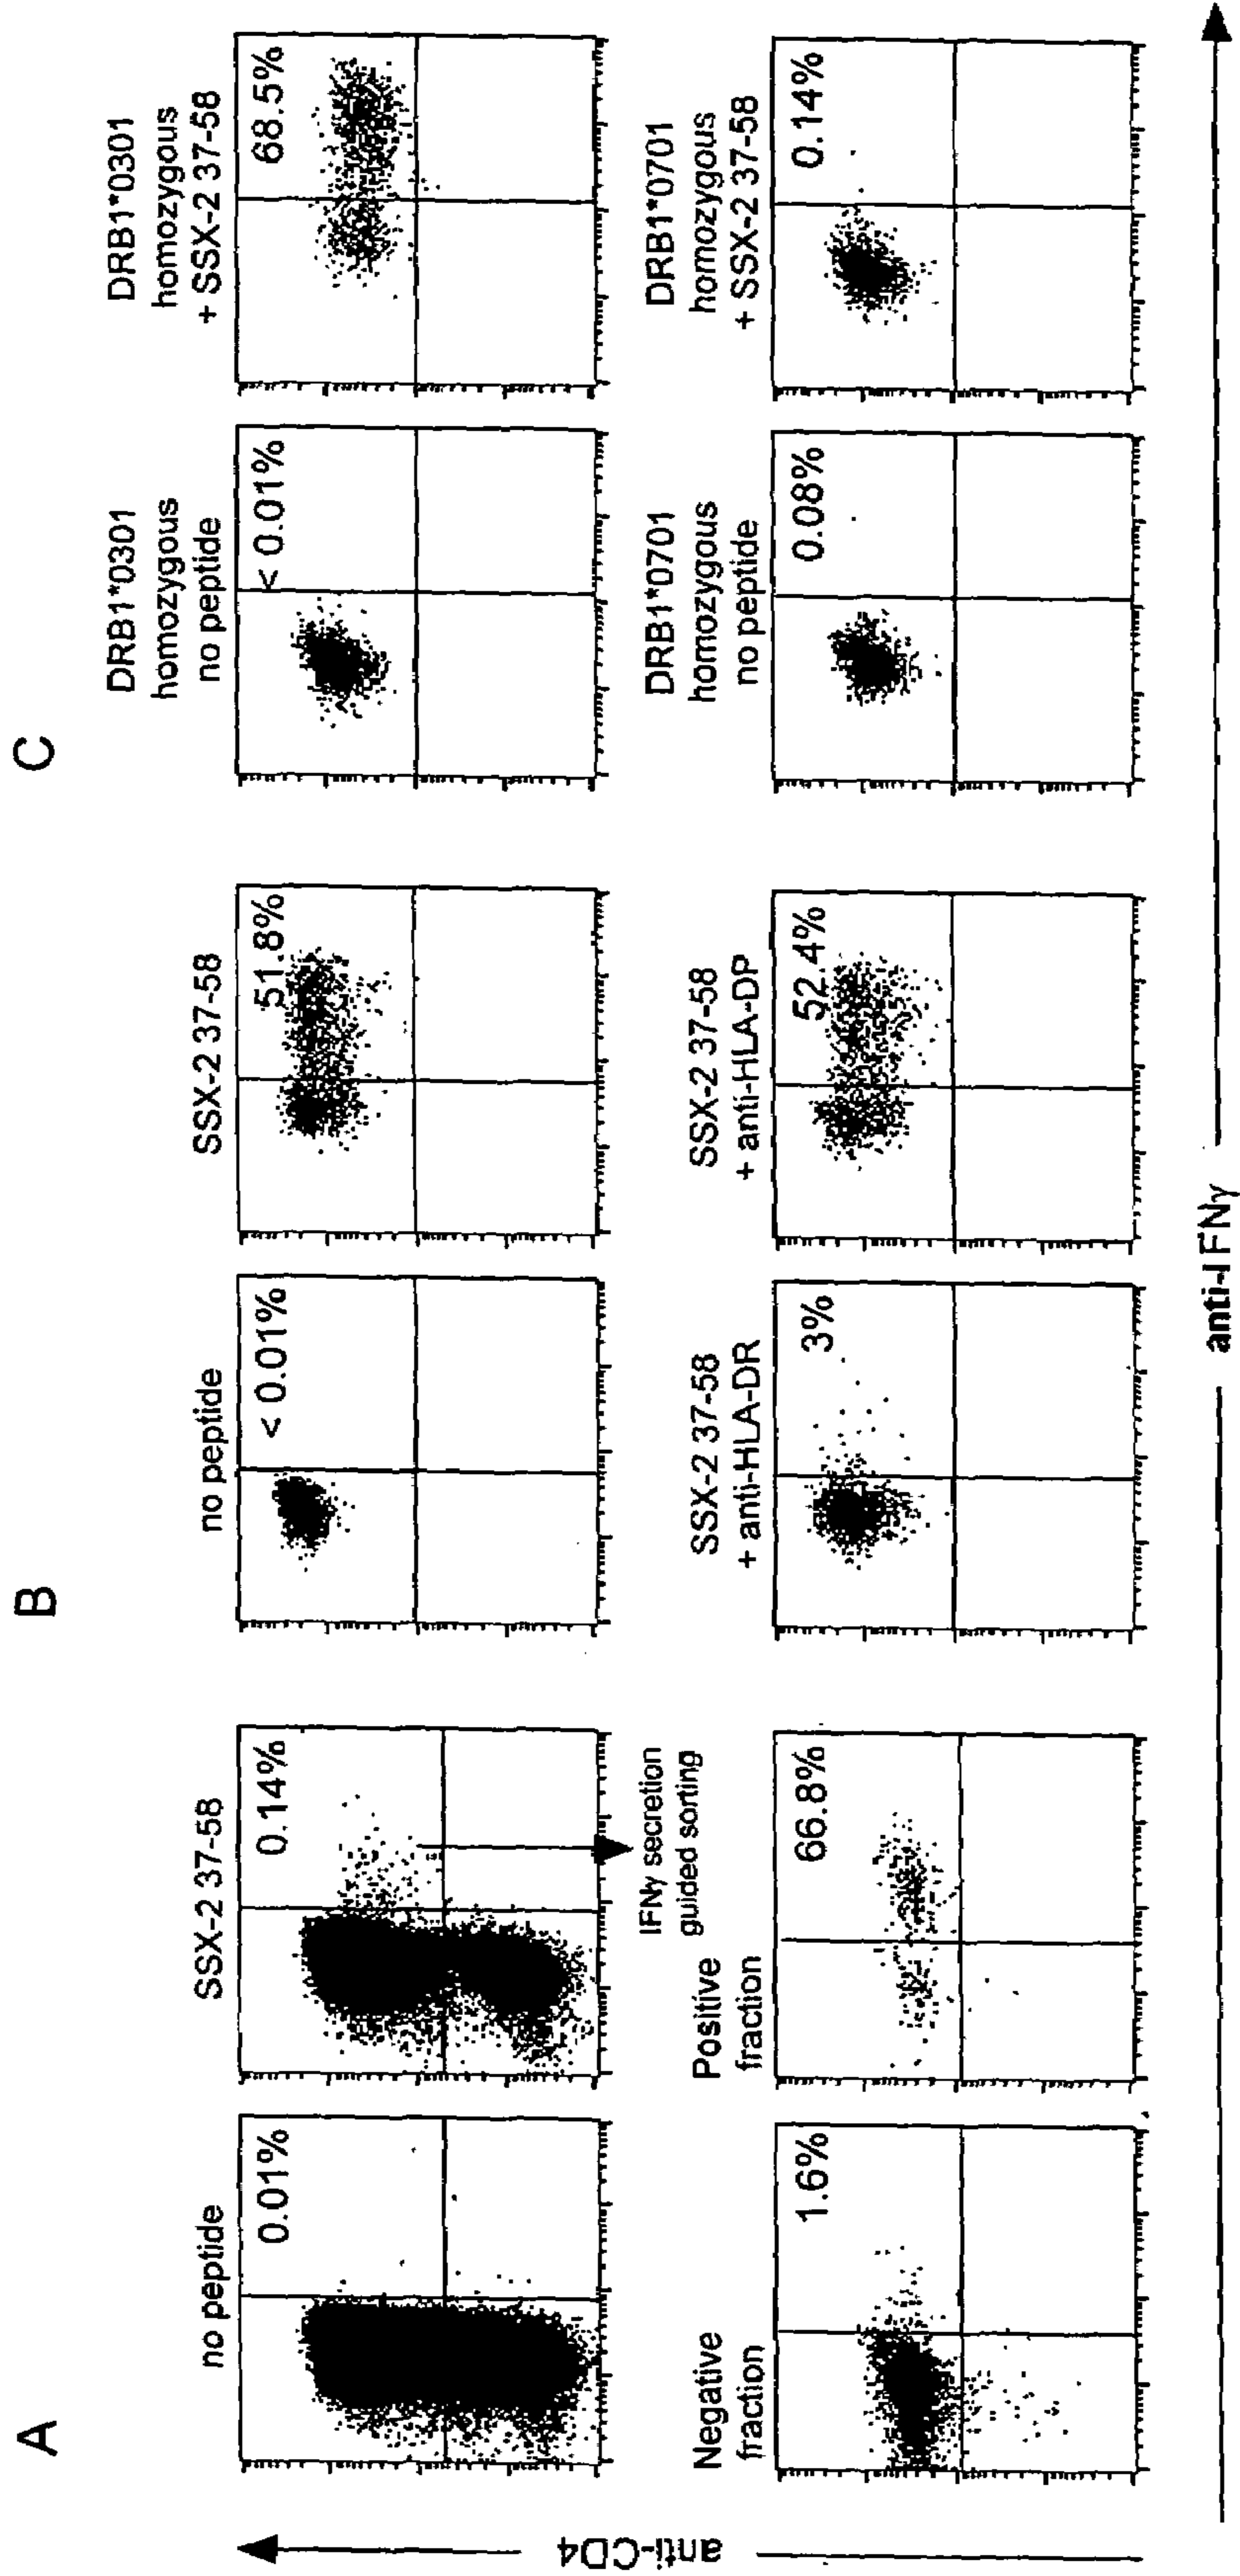 A
no peptide
0.01%
SSX-2 37-58
0.14%
IFNγ secretion
guided sorting
Negative
fraction
1.6%
Positive
fraction
66.8%
B
no peptide
< 0.01%
SSX-2 37-58
51.8%
SSX-2 37-58
+ anti-HLA-DR
3%
SSX-2 37-58
+ anti-HLA-DP
52.4%
C
DRB1*0301
homozygous
no peptide
< 0.01%
DRB1*0301
homozygous
+ SSX-2 37-58
68.5%
DRB1*0701
homozygous
no peptide
0.08%
DRB1*0701
homozygous
+ SSX-2 37-58
0.14%
anti-CD4
anti-IFNγ